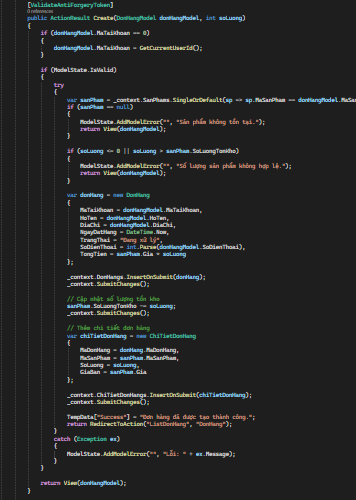 [ValidateAntiForgeryToken]
0 references
public ActionResult Create(DonHangModel donHangModel, int soLuong)
{
if (donHangModel.MaTaiKhoan == 0)
{
donHangModel.MaTaiKhoan = GetCurrentUserId();
}
if (ModelState.IsValid)
{
try
{
var sanPham = _context.SanPhams.SingleOrDefault(sp => sp.MaSanPham == donHangModel.MaSan
if (sanPham == null)
{
ModelState.AddModelError("", "Sản phẩm không tồn tại.");
return View(donHangModel);
}
if (soLuong <= 0 || soLuong > sanPham.SoLuongTonKho)
{
ModelState.AddModelError("", "Số lượng sản phẩm không hợp lệ.");
return View(donHangModel);
}
var donHang = new DonHang
{
MaTaiKhoan = donHangModel.MaTaiKhoan,
HoTen = donHangModel.HoTen,
DiaChi = donHangModel.DiaChi,
NgayDatHang = DateTime.Now,
TrangThai = "Đang xử lý",
SoDienThoai = int.Parse(donHangModel.SoDienThoai),
TongTien = sanPham.Gia * soLuong
};
_context.DonHangs.InsertOnSubmit(donHang);
_context.SubmitChanges();
// Cập nhật số lượng tồn kho
sanPham.SoLuongTonKho -= soLuong;
_context.SubmitChanges();
// Thêm chi tiết đơn hàng
var chiTietDonHang = new ChiTietDonHang
{
MaDonHang = donHang.MaDonHang,
MaSanPham = sanPham.MaSanPham,
SoLuong = soLuong,
GiaBan = sanPham.Gia
};
_context.ChiTietDonHangs.InsertOnSubmit(chiTietDonHang);
_context.SubmitChanges();
TempData["Success"] = "Đơn hàng đã được tạo thành công.";
return RedirectToAction("ListDonHang", "DonHang");
}
catch (Exception ex)
{
ModelState.AddModelError("", "Lỗi: " + ex.Message);
}
}
return View(donHangModel);
}